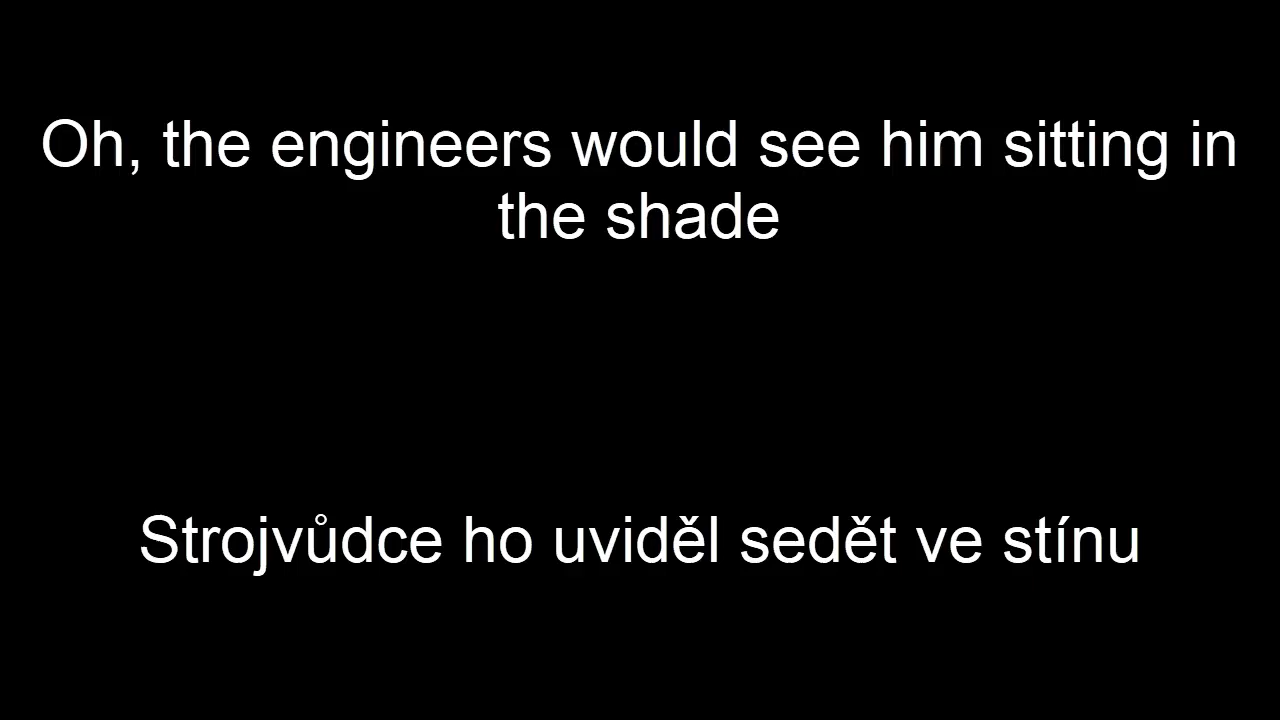 Oh, the engineers would see him sitting in
the shade
Strojvůdce ho uviděl sedět ve stínu